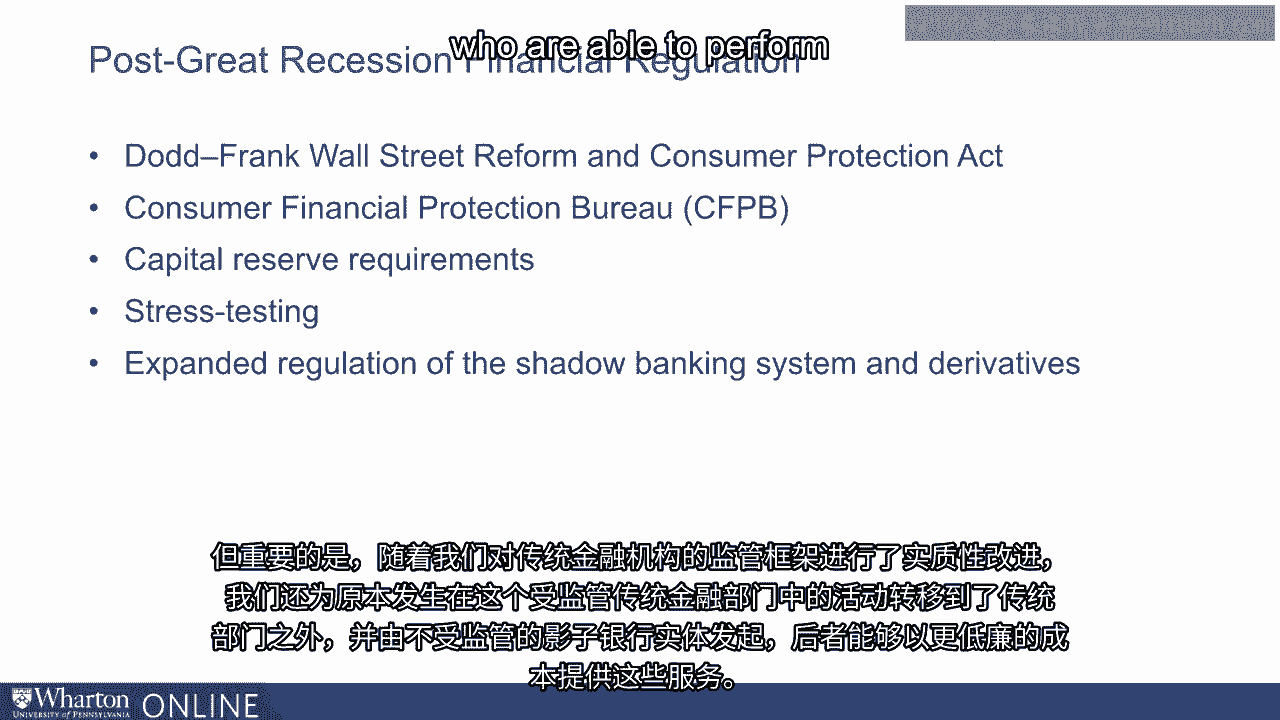 who are able to perform
Post-Great Recession Financial Regulation
• Dodd–Frank Wall Street Reform and Consumer Protection Act
• Consumer Financial Protection Bureau (CFPB)
• Capital reserve requirements
• Stress-testing
• Expanded regulation of the shadow banking system and derivatives
但重要的是，随着我们对传统金融机构的监管框架进行了实质性改进，
我们还为原本发生在这个受监管传统金融部门中的活动转移到了传统
部门之外，并由不受监管的影子银行实体发起，后者能够以更低廉的成
本提供这些服务。
Wharton ONLINE
UNIVERSITY of PENNSYLVANIA